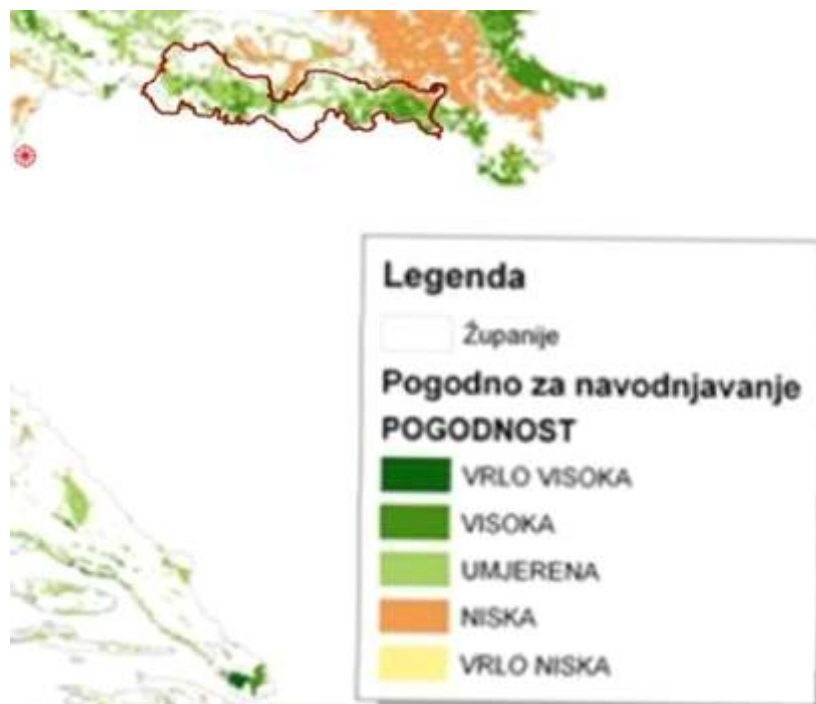 Legenda
Županije
Pogodno za navodnjavanje
POGODNOST
VRLO VISOKA
VISOKA
UMJERENA
NISKA
VRLO NISKA